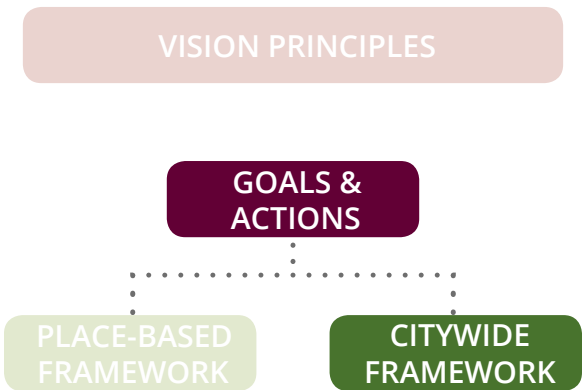 VISION PRINCIPLES
GOALS &
ACTIONS
PLACE-BASED
FRAMEWORK
CITYWIDE
FRAMEWORK